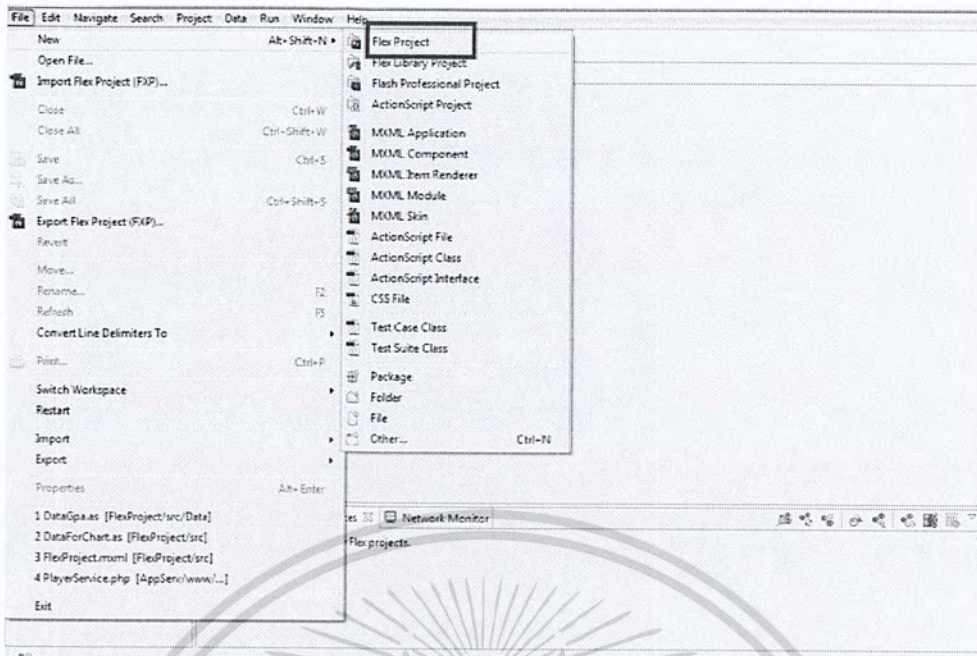 File Edit Navigate Search Project Data Run Window Help
New Alt+Shift+N
Open File...
Import Flex Project (FXP)...
Close Ctrl+W
Close All Ctrl+Shift+W
Save Ctrl+S
Save As...
Save All Ctrl+Shift+S
Export Flex Project (FXP)...
Revert
Move...
Rename... F2
Refresh F5
Convert Line Delimiters To
Print... Ctrl+P
Switch Workspace
Restart
Import
Export
Properties Alt+Enter
1 DataGpa.as [FlexProject/src/Data]
2 DataForChart.as [FlexProject/src]
3 FlexProject.mxml [FlexProject/src]
4 PlayerService.php [AppServ/www/...]
Exit
Flex Project
Flex Library Project
Flash Professional Project
ActionScript Project
MXML Application
MXML Component
MXML Item Renderer
MXML Module
MXML Skin
ActionScript File
ActionScript Class
ActionScript Interface
CSS File
Test Case Class
Test Suite Class
Package
Folder
File
Other... Ctrl+N
Network Monitor
Flex projects.